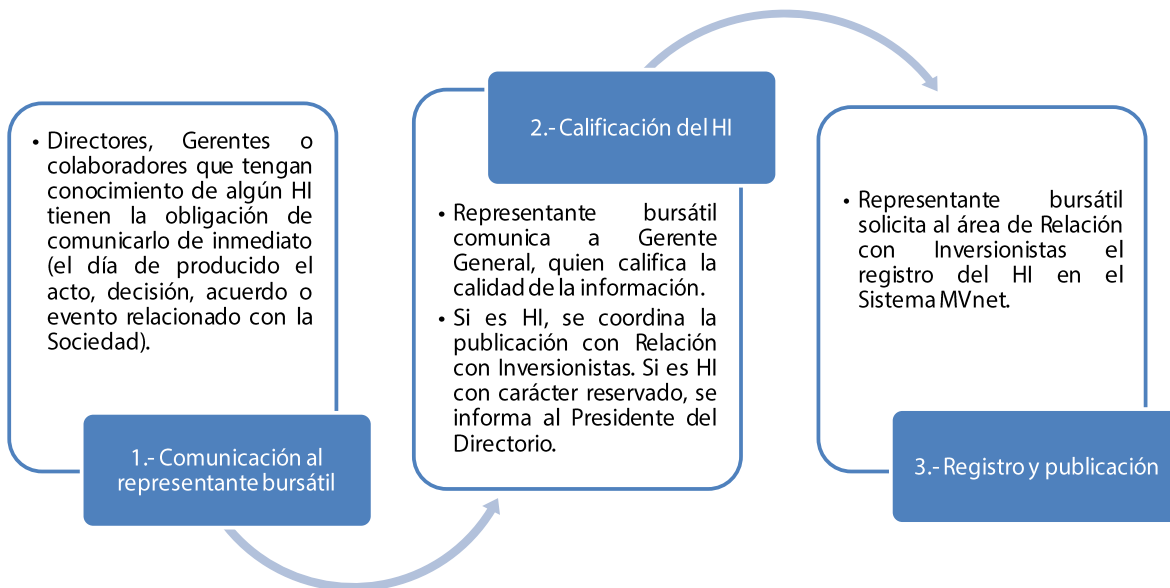 • Directores, Gerentes o
colaboradores que tengan
conocimiento de algún HI
tienen la obligación de
comunicarlo de inmediato
(el día de producido el
acto, decisión, acuerdo o
evento relacionado con la
Sociedad).
1.- Comunicación al
representante bursátil
2.- Calificación del HI
• Representante bursátil
comunica a Gerente
General, quien califica la
calidad de la información.
• Si es HI, se coordina la
publicación con Relación
con Inversionistas. Si es HI
con carácter reservado, se
informa al Presidente del
Directorio.
• Representante bursátil
solicita al área de Relación
con Inversionistas el
registro del HI en el
Sistema MVnet.
3.- Registro y publicación